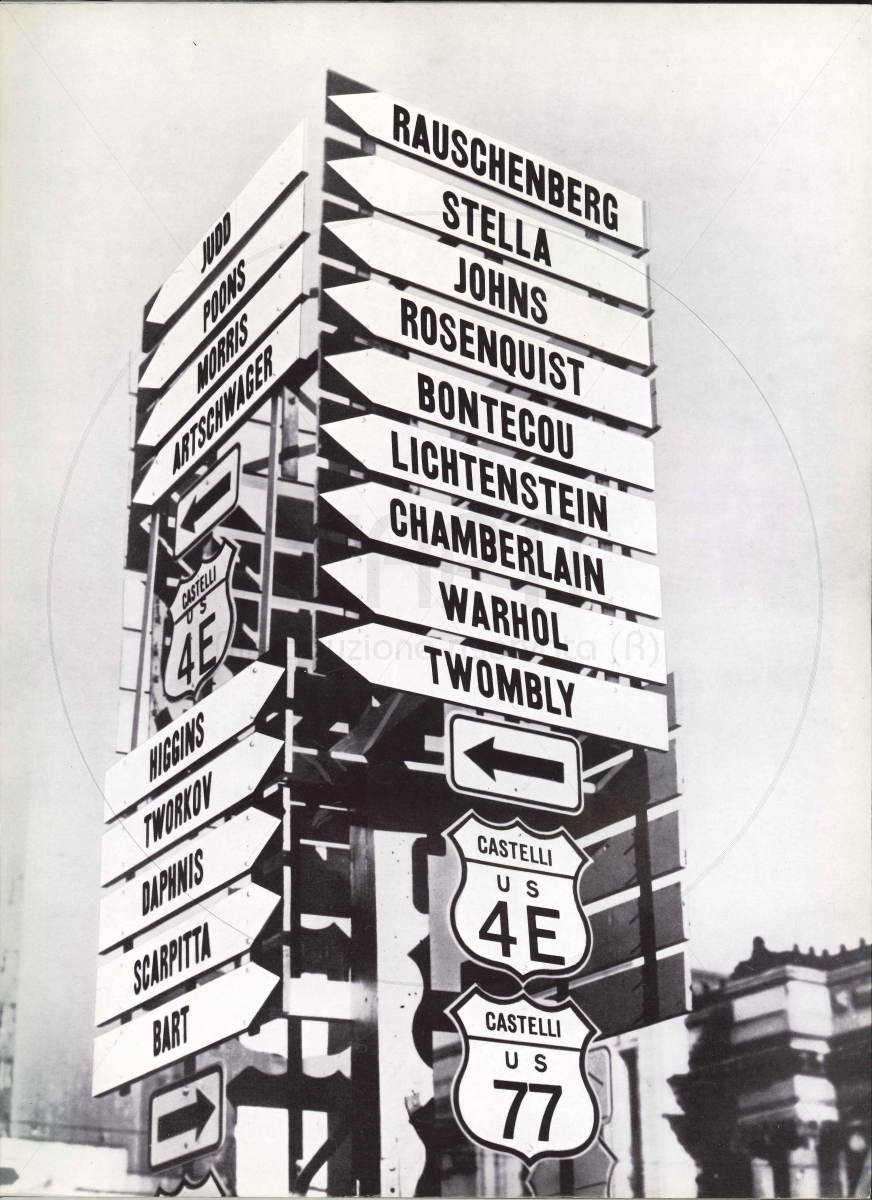 RAUSCHENBERG
STELLA
JOHNS
ROSENQUIST
BONTECOU
LICHTENSTEIN
CHAMBERLAIN
WARHOL
TWOMBLY
CASTELLI
US
4E
CASTELLI
US
77
JUDD
POONS
MORRIS
ARTSCHWAGER
CASTELLI
US
4E
HIGGINS
TWORKOV
DAPHNIS
SCARPITTA
BART